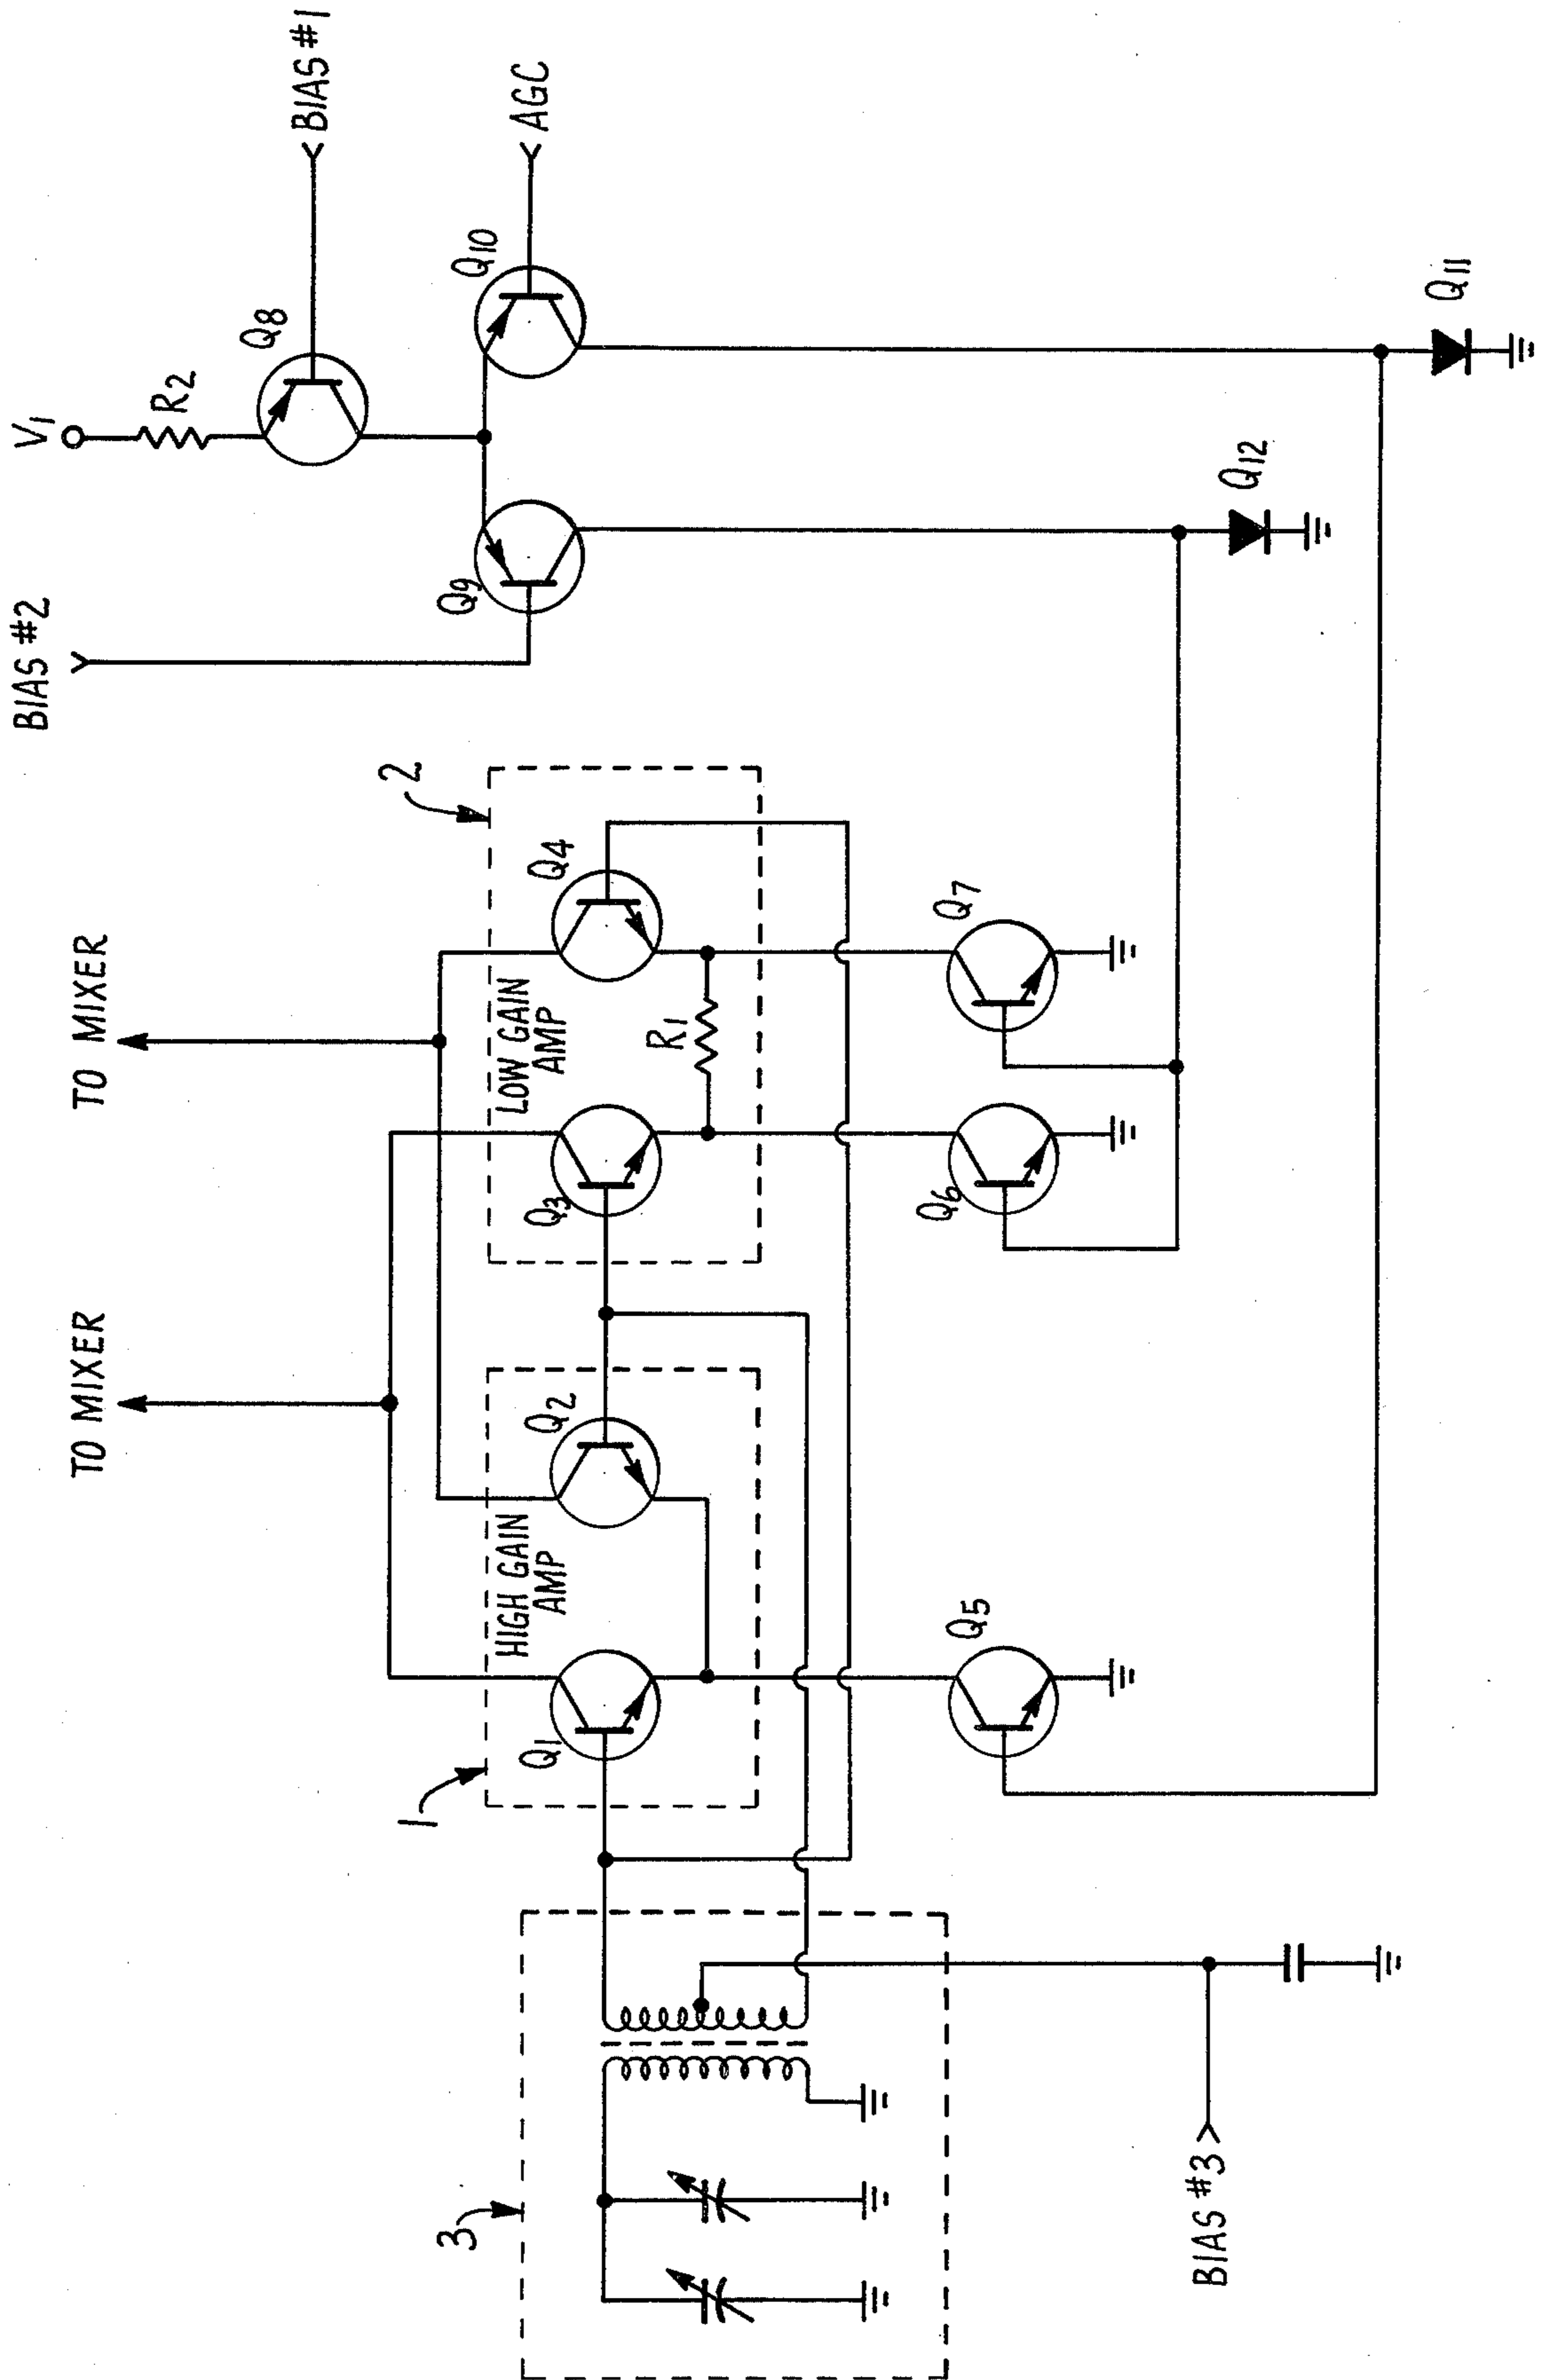 TO MIXER
TO MIXER
BIAS #2
V1
R2
Q8
BIAS #1
Q9
Q10
AGC
1
HIGH GAIN
AMP
Q1
Q2
2
LOW GAIN
AMP
Q3
Q4
R1
3
Q5
Q6
Q7
Q12
Q11
BIAS #3